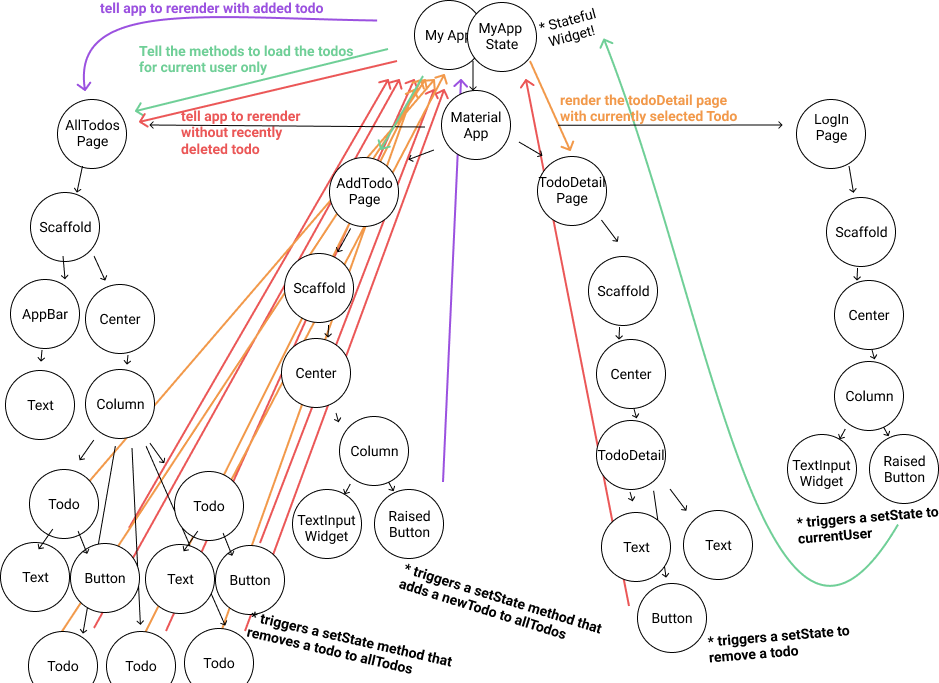 tell app to rerender with added todo
My App
MyApp
State
* Stateful
Widget!
Tell the methods to load the todos
for current user only
tell app to rerender
without recently
deleted todo
render the todoDetail page
with currently selected Todo
AllTodos
Page
Material
App
LogIn
Page
AddTodo
Page
TodoDetail
Page
Scaffold
Scaffold
Scaffold
Scaffold
AppBar
Center
Center
Center
Center
Text
Column
Column
Column
TodoDetail
Todo
Todo
TextInput
Widget
Raised
Button
TextInput
Widget
Raised
Button
* triggers a setState to
currentUser
Text
Button
Text
Button
Text
Text
* triggers a setState method that
adds a newTodo to allTodos
Button
* triggers a setState to
remove a todo
* triggers a setState method that
removes a todo to allTodos
Todo
Todo
Todo